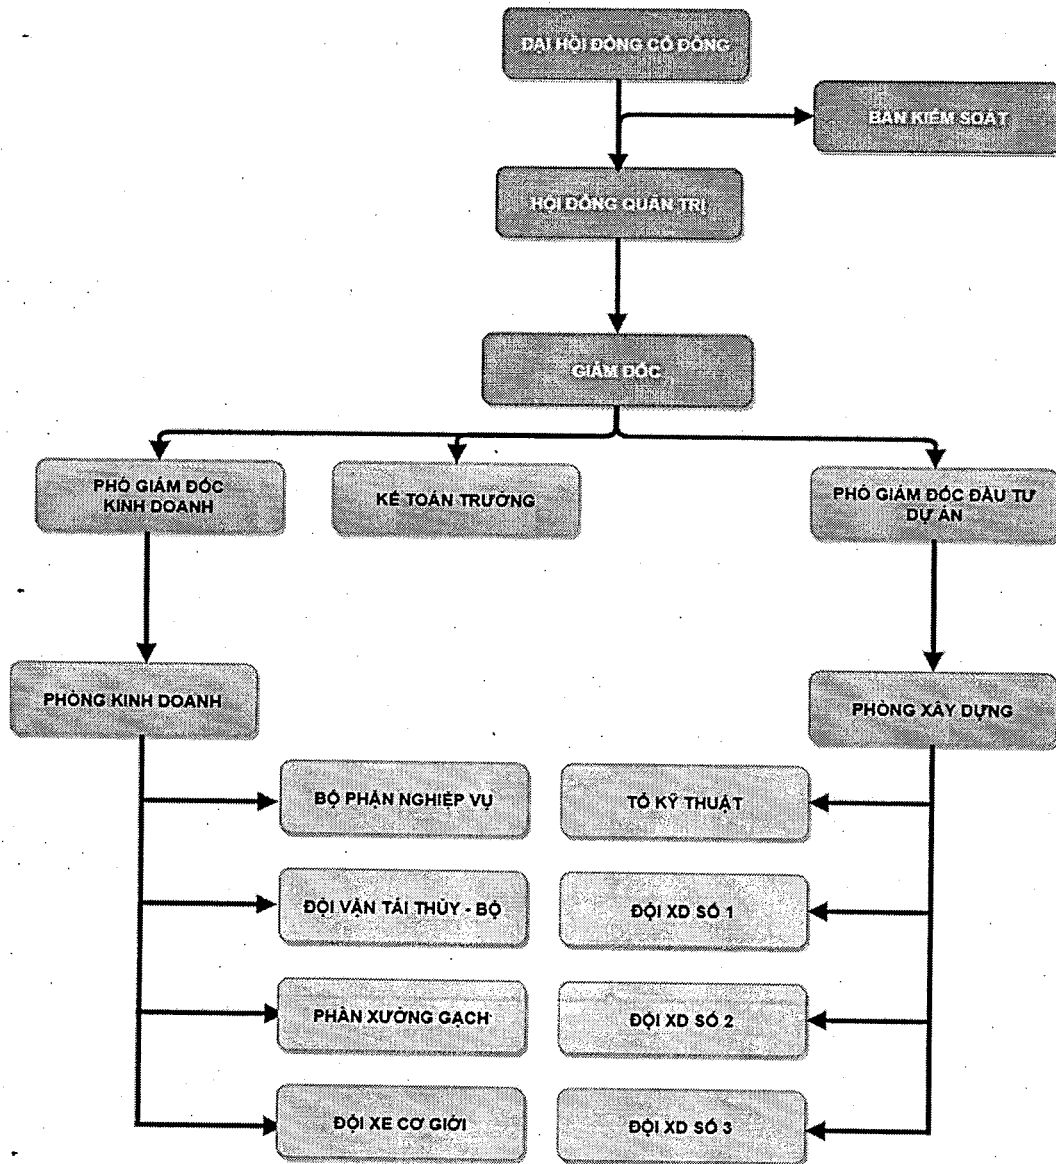 ĐẠI HỘI ĐỒNG CỔ ĐÔNG
BAN KIỂM SOÁT
HỘI ĐỒNG QUẢN TRỊ
GIÁM ĐỐC
PHÓ GIÁM ĐỐC
KINH DOANH
KẾ TOÁN TRƯỞNG
PHÓ GIÁM ĐỐC ĐẦU TƯ
DỰ ÁN
PHÒNG KINH DOANH
PHÒNG XÂY DỰNG
BỘ PHẬN NGHIỆP VỤ
TỔ KỸ THUẬT
ĐỘI VẬN TẢI THỦY - BỘ
ĐỘI XD SỐ 1
PHÂN XƯỞNG GẠCH
ĐỘI XD SỐ 2
ĐỘI XE CƠ GIỚI
ĐỘI XD SỐ 3